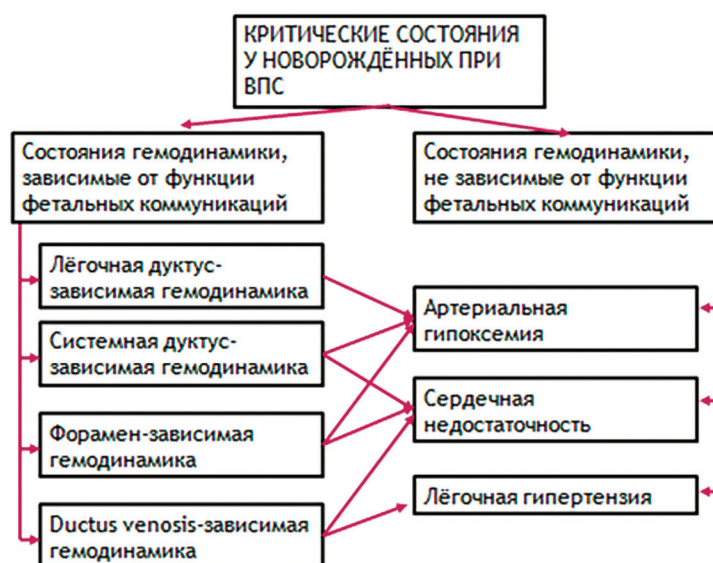 КРИТИЧЕСКИЕ СОСТОЯНИЯ
У НОВОРОЖДЁННЫХ ПРИ
ВПС
Состояния гемодинамики,
зависимые от функции
фетальных коммуникаций
Состояния гемодинамики,
не зависимые от функции
фетальных коммуникаций
Лёгочная дуктус-
зависимая гемодинамика
Системная дуктус-
зависимая гемодинамика
Форамен-зависимая
гемодинамика
Ductus venosis-зависимая
гемодинамика
Артериальная
гипоксемия
Сердечная
недостаточность
Лёгочная гипертензия